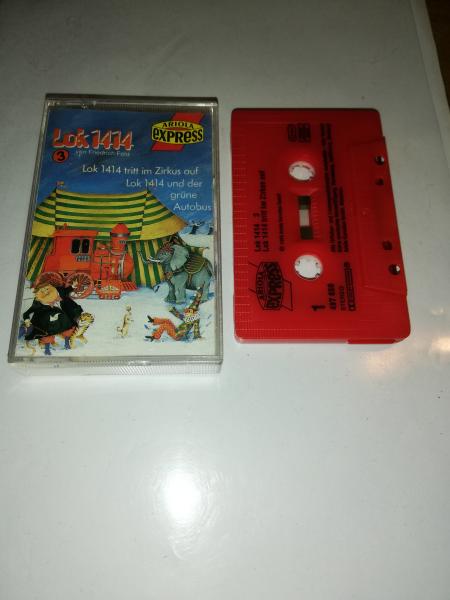 Lok 1414
ARIOLA
EXPRESS
3
von Friedrich Feld
Lok 1414 tritt im Zirkus auf
Lok 1414 und der
grüne
Autobus
Lok 1414 3
Lok 1414 tritt im Zirkus auf
ARIOLA
EXPRESS
1
STEREO